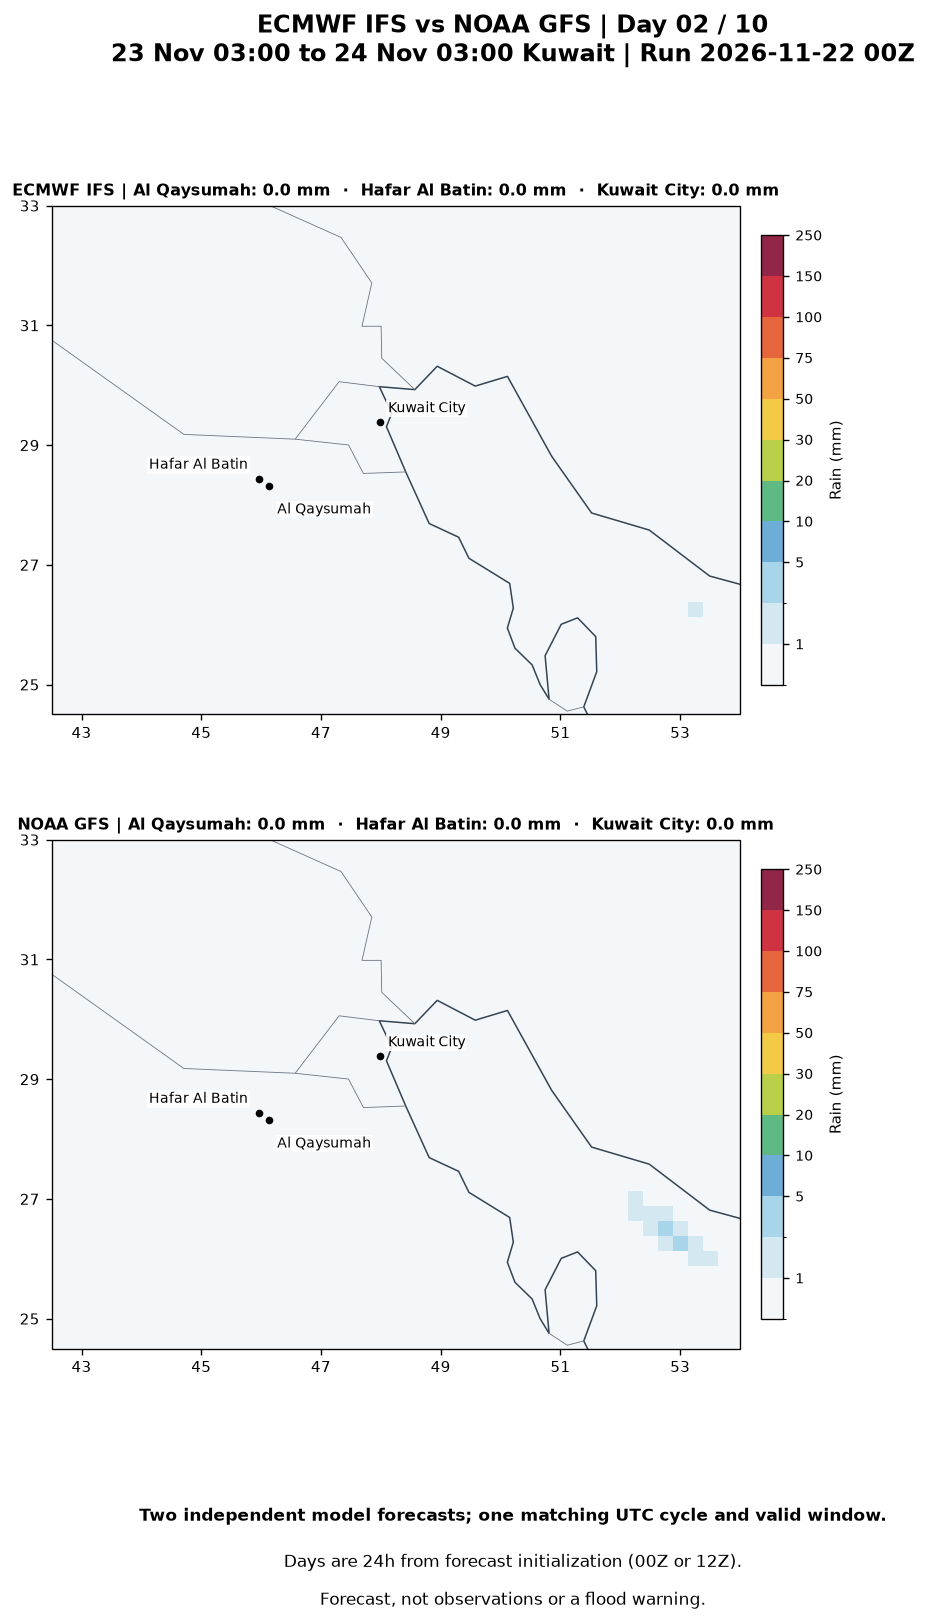 ECMWF IFS vs NOAA GFS | Day 02 / 10
23 Nov 03:00 to 24 Nov 03:00 Kuwait | Run 2026-11-22 00Z
ECMWF IFS | Al Qaysumah: 0.0 mm · Hafar Al Batin: 0.0 mm · Kuwait City: 0.0 mm
33
31
29
27
25
43 45 47 49 51 53
Kuwait City
Hafar Al Batin
Al Qaysumah
250
150
100
75
50
30
20
10
5
1
Rain (mm)
NOAA GFS | Al Qaysumah: 0.0 mm · Hafar Al Batin: 0.0 mm · Kuwait City: 0.0 mm
33
31
29
27
25
43 45 47 49 51 53
Kuwait City
Hafar Al Batin
Al Qaysumah
250
150
100
75
50
30
20
10
5
1
Rain (mm)
Two independent model forecasts; one matching UTC cycle and valid window.
Days are 24h from forecast initialization (00Z or 12Z).
Forecast, not observations or a flood warning.